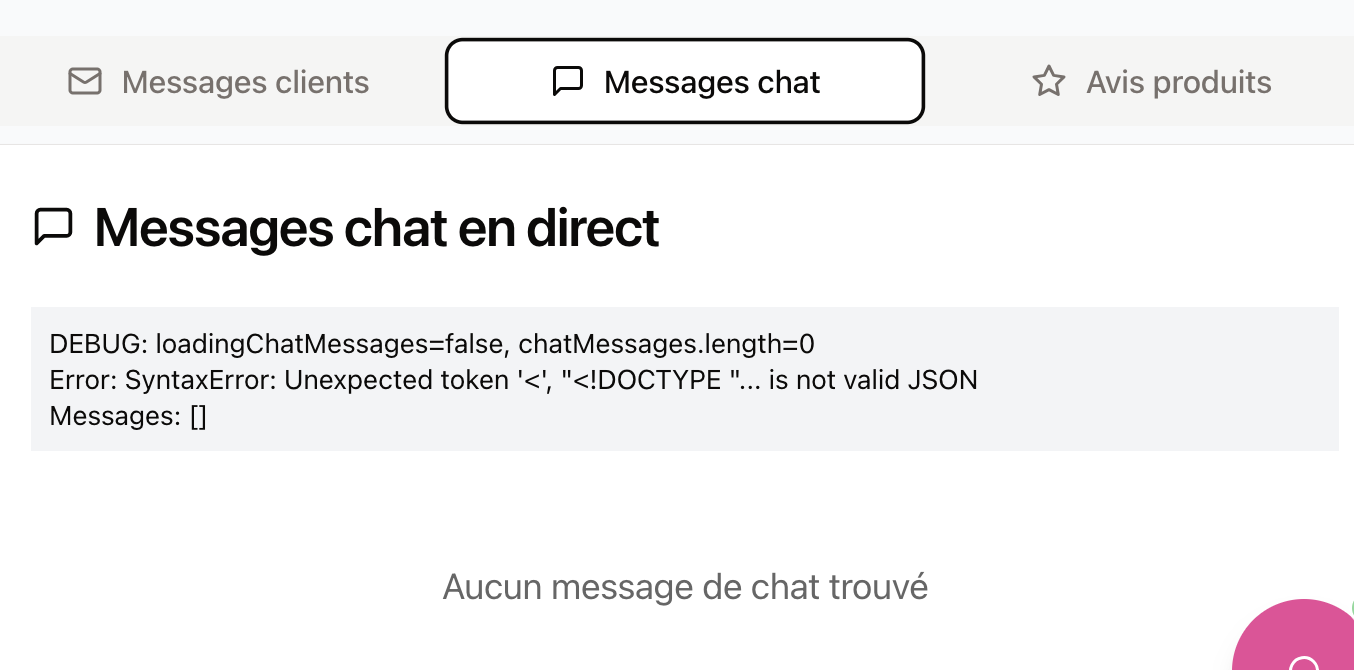 Messages clients
Messages chat
Avis produits
Messages chat en direct
DEBUG: loadingChatMessages=false, chatMessages.length=0
Error: SyntaxError: Unexpected token '<', "<!DOCTYPE "... is not valid JSON
Messages: []
Aucun message de chat trouvé